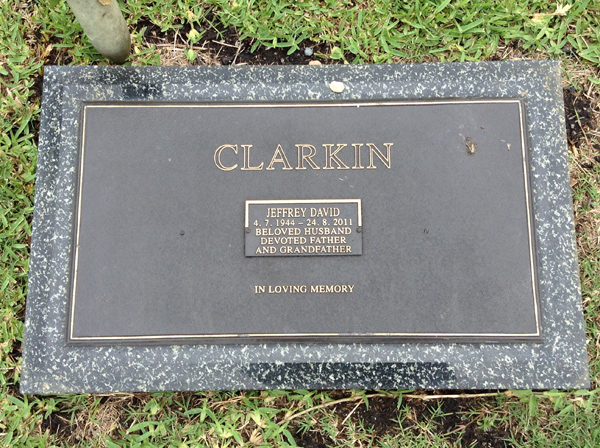 CLARKIN
JEFFREY DAVID
4. 7. 1944 – 24. 8. 2011
BELOVED HUSBAND
DEVOTED FATHER
AND GRANDFATHER
IN LOVING MEMORY